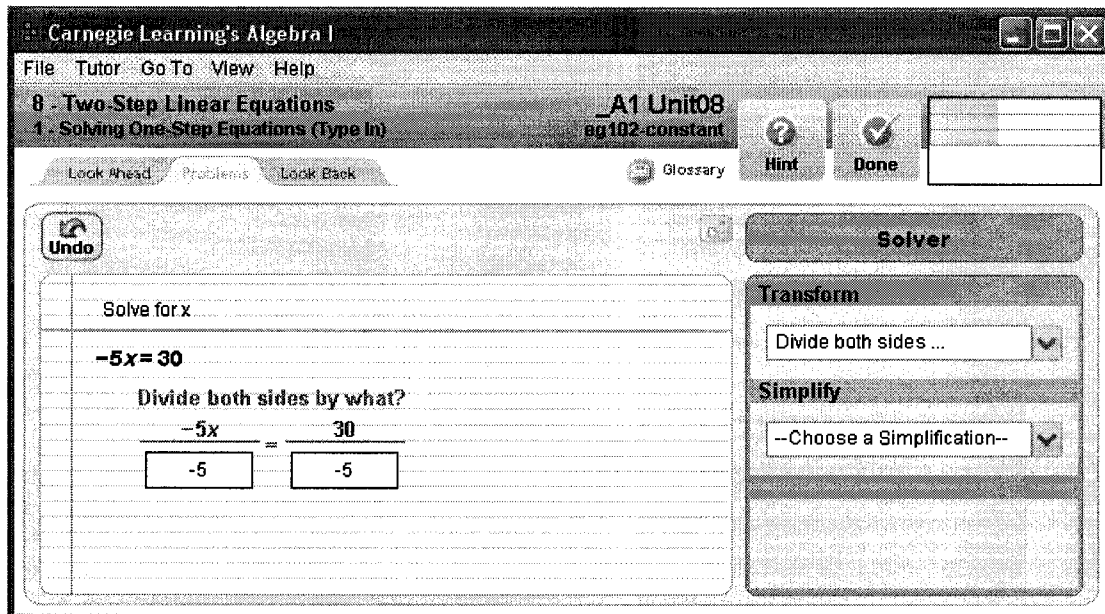 Carnegie Learning's Algebra I
File Tutor Go To View Help
8 - Two-Step Linear Equations
1 - Solving One-Step Equations (Type In)
_A1 Unit08
eg102-constant
Hint
Done
Look Ahead Problems Look Back
Glossary
Undo
Solver
Solve for x
Transform
Divide both sides ...
-5x = 30
Divide both sides by what?
Simplify
-5x = 30
--Choose a Simplification--
-5 -5